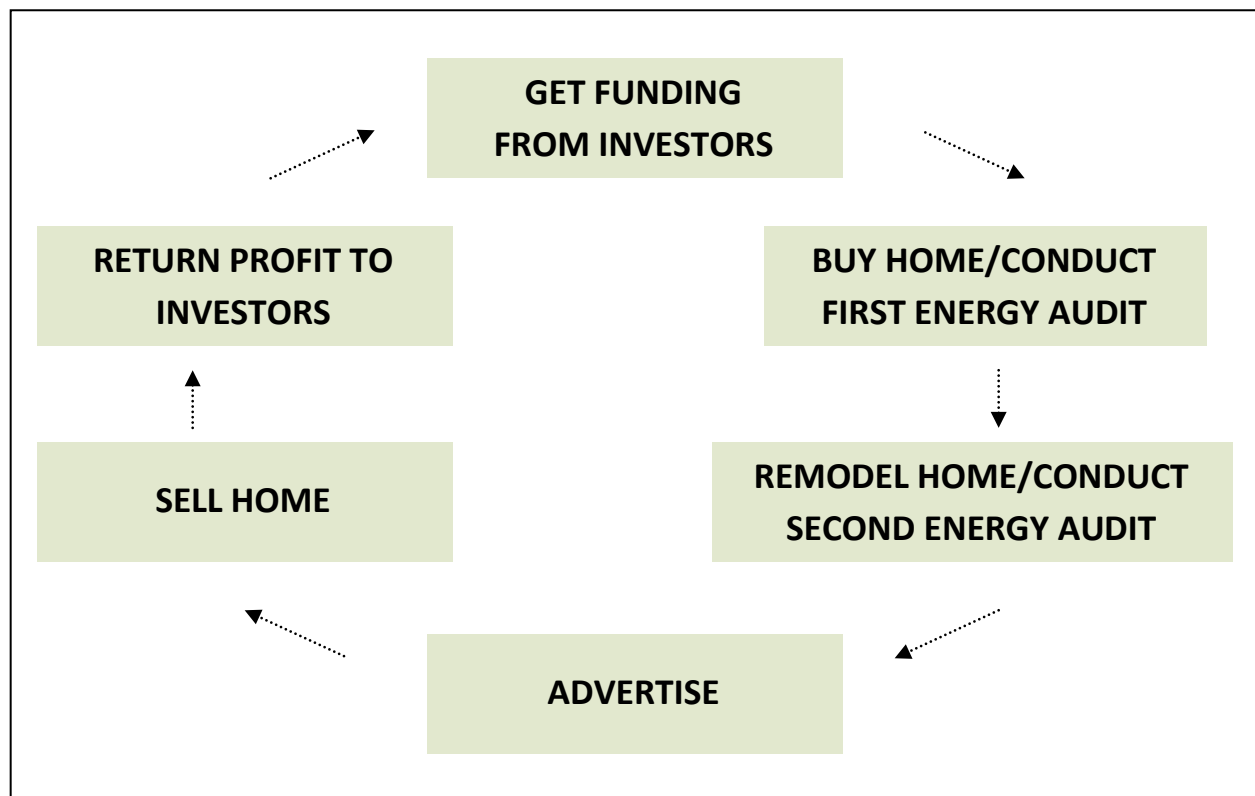 GET FUNDING
FROM INVESTORS
RETURN PROFIT TO
INVESTORS
BUY HOME/CONDUCT
FIRST ENERGY AUDIT
SELL HOME
REMODEL HOME/CONDUCT
SECOND ENERGY AUDIT
ADVERTISE